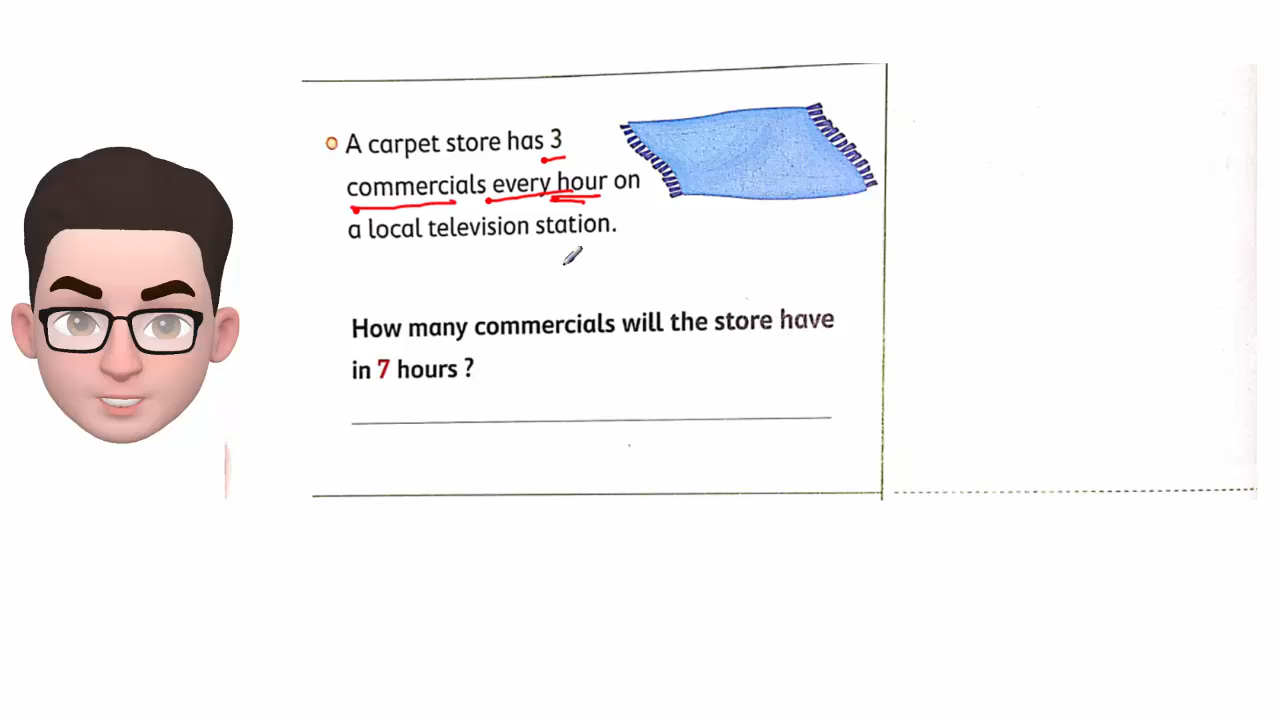 A carpet store has 3
commercials every hour on
a local television station.
How many commercials will the store have
in 7 hours ?